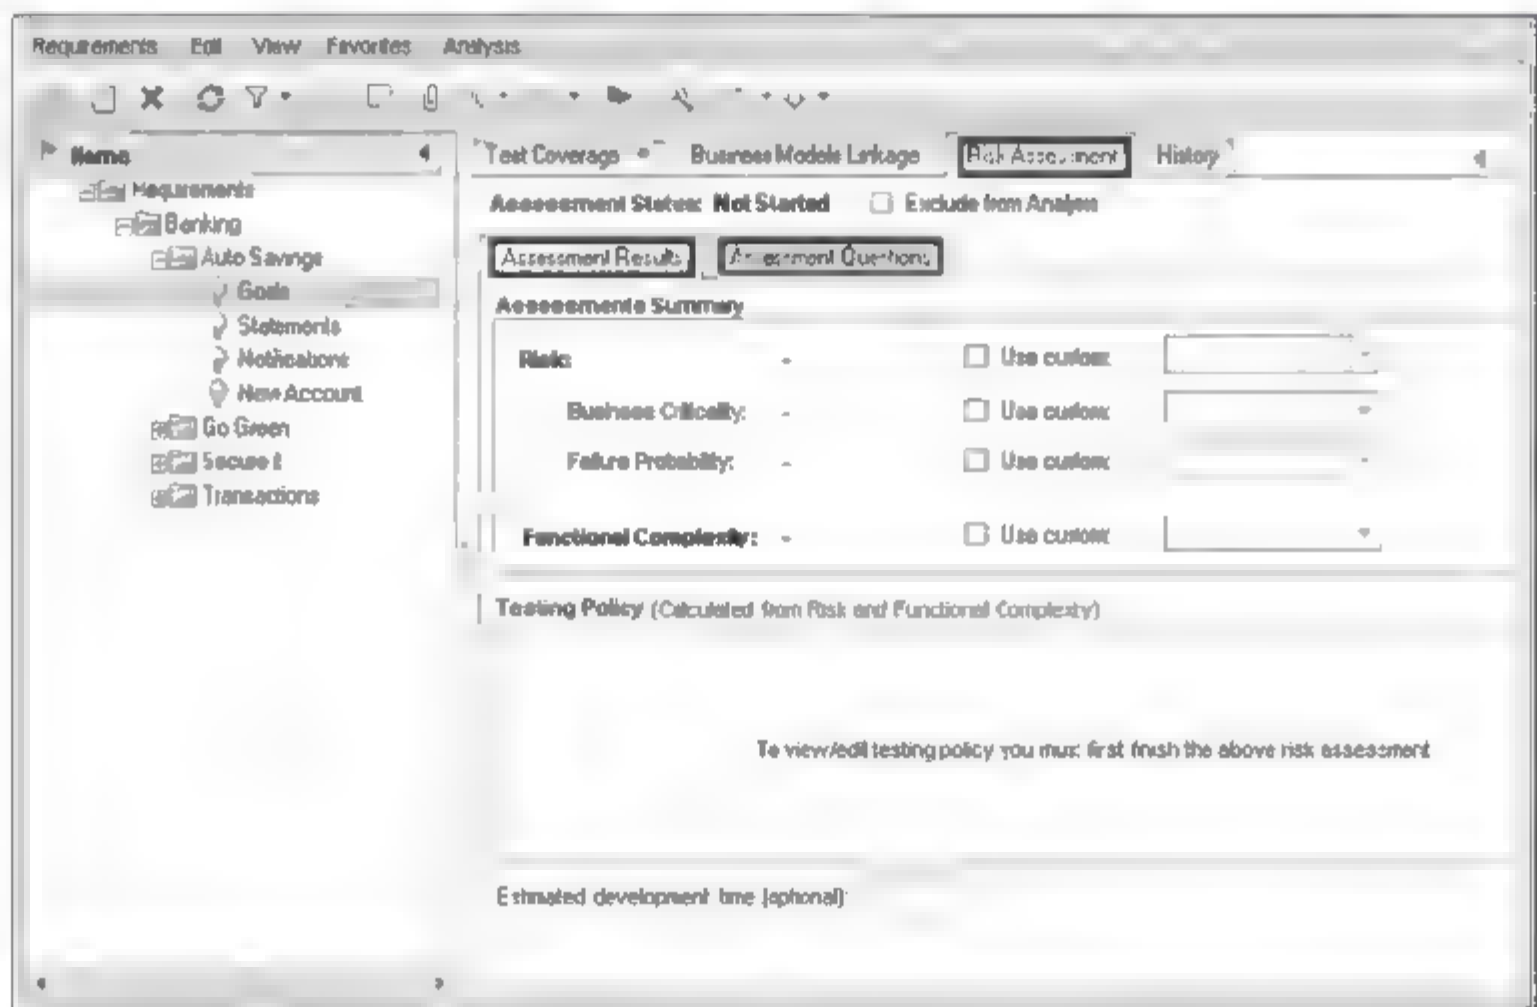 Requirements Edit View Favorites Analysis
Name
Requirements
Banking
Auto Savings
Goals
Statements
Notifications
New Account
Go Green
Secure it
Transactions
Test Coverage Business Models Linkage Risk Assessment History
Assessment Status: Not Started Exclude from Analysis
Assessment Results Assessment Questions
Assessments Summary
Risk: - Use custom:
Business Criticality: - Use custom:
Failure Probability: - Use custom:
Functional Complexity: - Use custom:
Testing Policy (Calculated from Risk and Functional Complexity)
To view/edit testing policy you must first finish the above risk assessment
Estimated development time (optional):